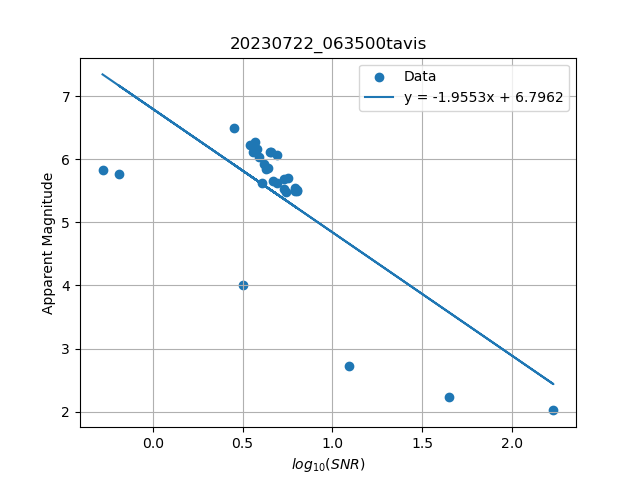 20230722_063500tavis
Data
y = -1.9553x + 6.7962
7
6
5
4
3
2
Apparent Magnitude
0.0 0.5 1.0 1.5 2.0
log10(SNR)